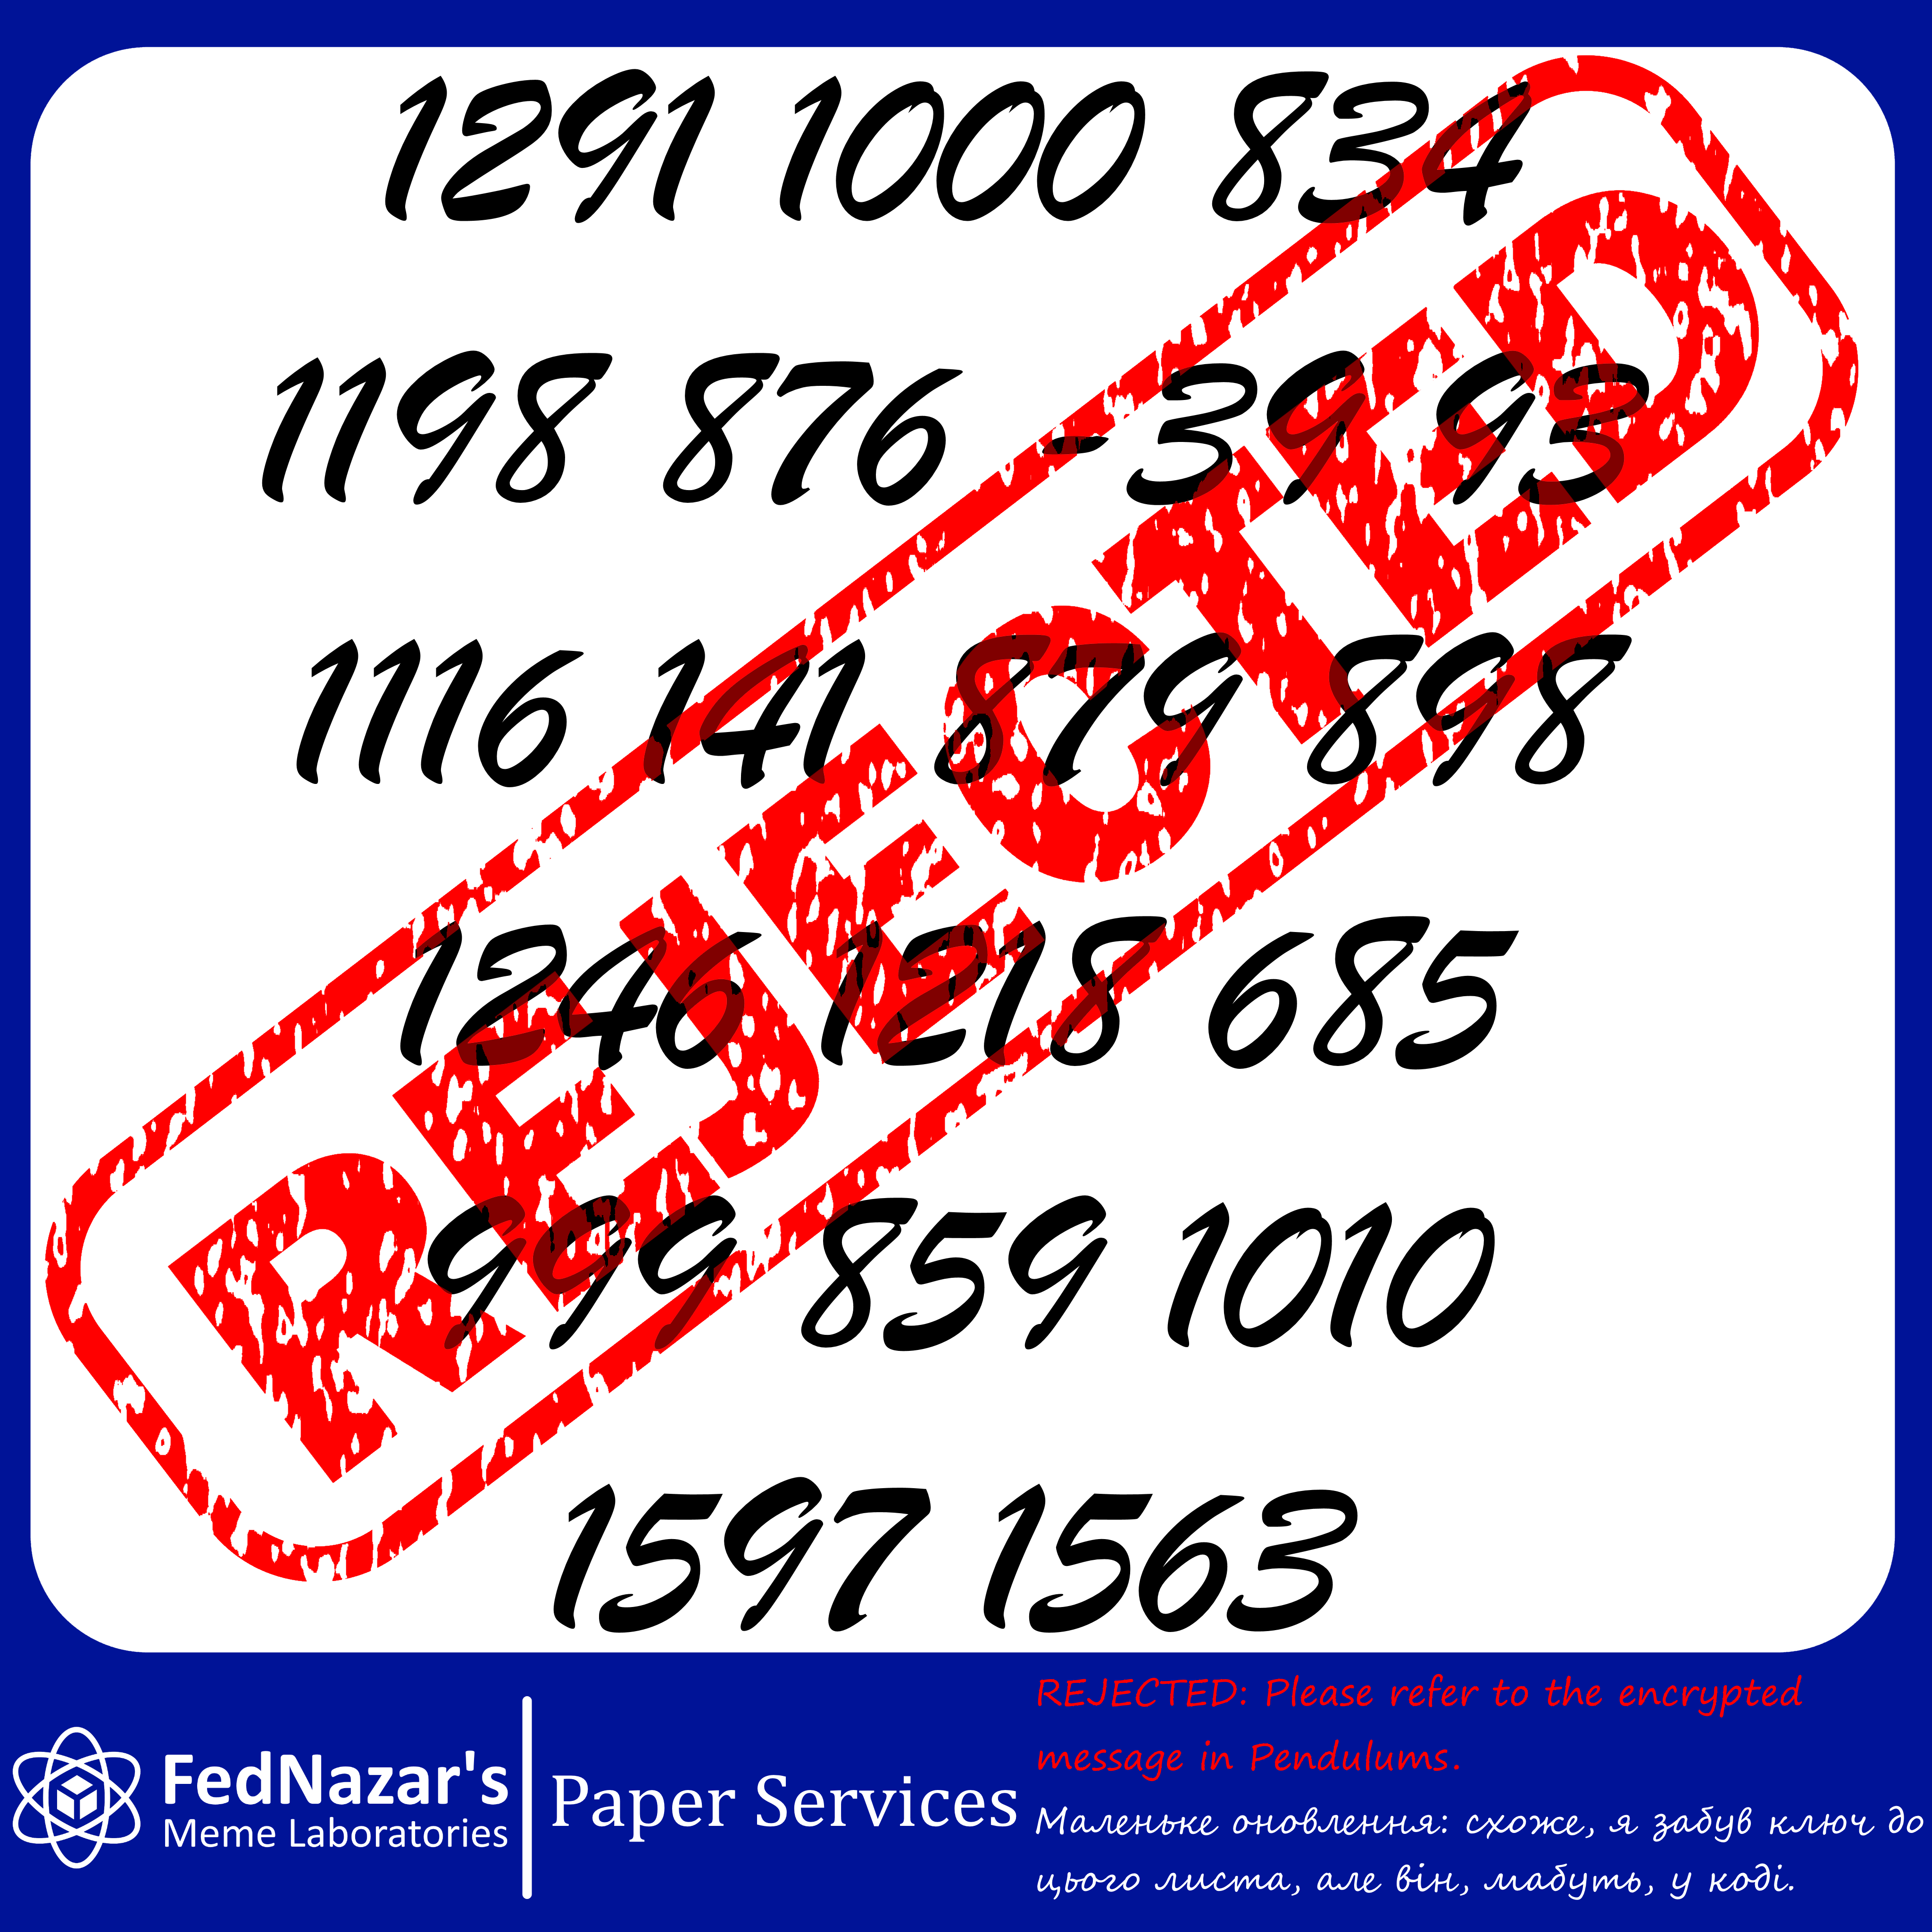 1291 1000 834
1198 876 - 39 93
1116 141 879 898
1246 1218 685
999 859 1010
1597 1563
REJECTED
FedNazar's
Meme Laboratories
Paper Services
REJECTED: Please refer to the encrypted
message in Pendulums.
Маленьке оновлення: схоже, я забув ключ до
цього листа, але він, мабуть, у коді.